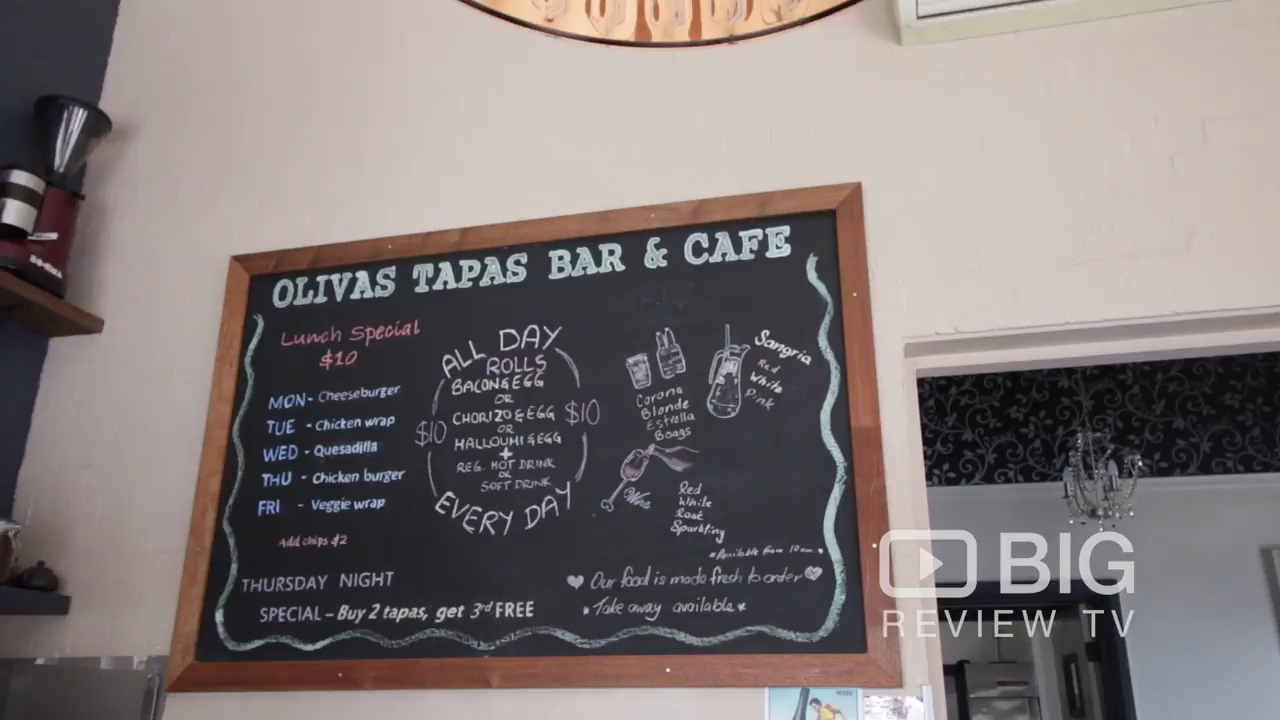 OLIVAS TAPAS BAR & CAFE
Lunch Special
$10
MON - Cheeseburger
TUE - Chicken wrap
WED - Quesadilla
THU - Chicken burger
FRI - Veggie wrap
Add chips $2
ALL DAY
ROLLS
BACON & EGG
OR
CHORIZO & EGG
OR
HALLOUMI & EGG
+
REG. HOT DRINK
OR
SOFT DRINK
EVERY DAY
$10
$10
Corona
Blonde
Estrella
Boags
Sangria
Red
White
Pink
Wine
Red
White
Rosé
Sparkling
*Available from 10am.*
Our food is made fresh to order
*Take away available*
THURSDAY NIGHT
SPECIAL - Buy 2 tapas, get 3rd FREE
BIG
REVIEW TV